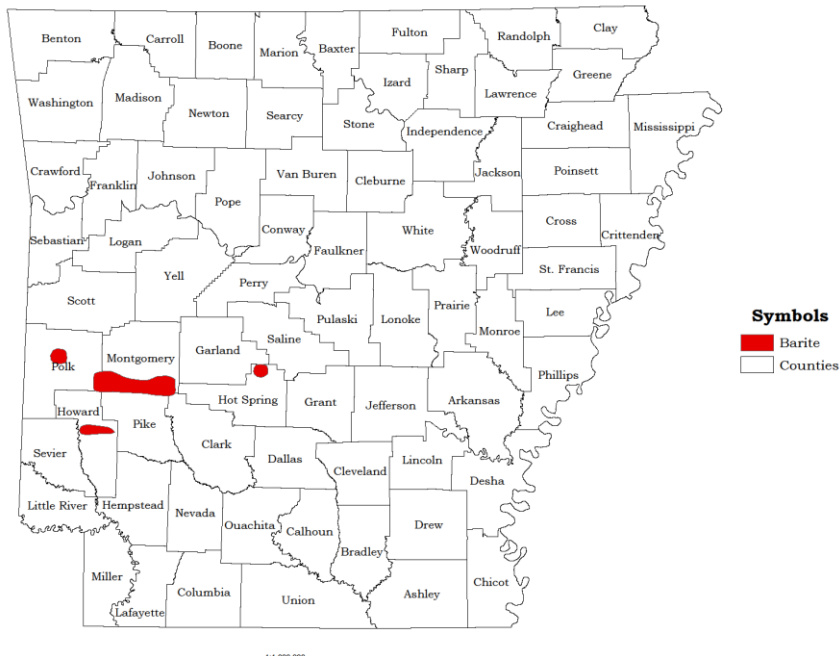 Benton
Carroll
Boone
Marion
Baxter
Fulton
Randolph
Clay
Sharp
Izard
Greene
Lawrence
Washington
Madison
Newton
Searcy
Stone
Independence
Craighead
Mississippi
Crawford
Franklin
Johnson
Pope
Van Buren
Cleburne
Jackson
Poinsett
Sebastian
Logan
Conway
Faulkner
White
Woodruff
Cross
Crittenden
Scott
Yell
Perry
St. Francis
Pulaski
Lonoke
Prairie
Monroe
Lee
Polk
Montgomery
Garland
Saline
Phillips
Hot Spring
Grant
Jefferson
Arkansas
Howard
Pike
Clark
Sevier
Dallas
Cleveland
Lincoln
Desha
Little River
Hempstead
Nevada
Ouachita
Calhoun
Bradley
Drew
Miller
Lafayette
Columbia
Union
Ashley
Chicot
Symbols
Barite
Counties